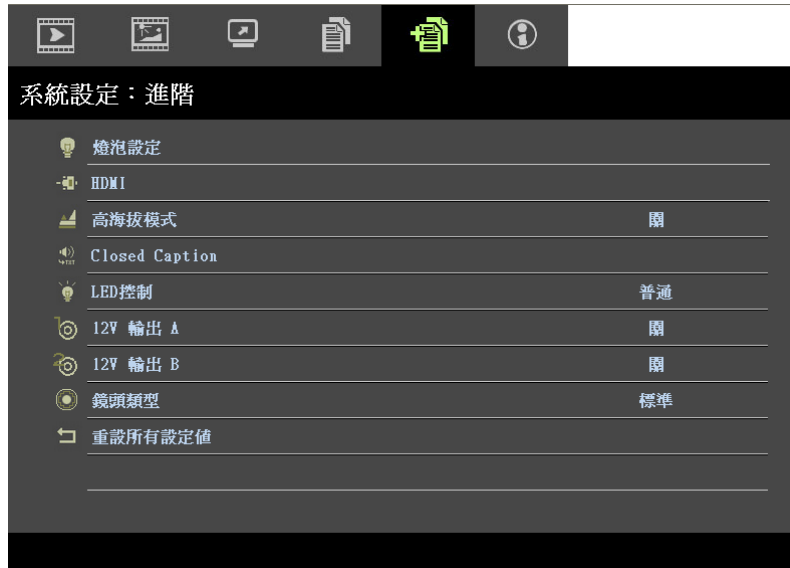 系統設定：進階
燈泡設定
HDMI
高海拔模式 關
Closed Caption
LED控制 普通
12V 輸出 A 關
12V 輸出 B 關
鏡頭類型 標準
重設所有設定值